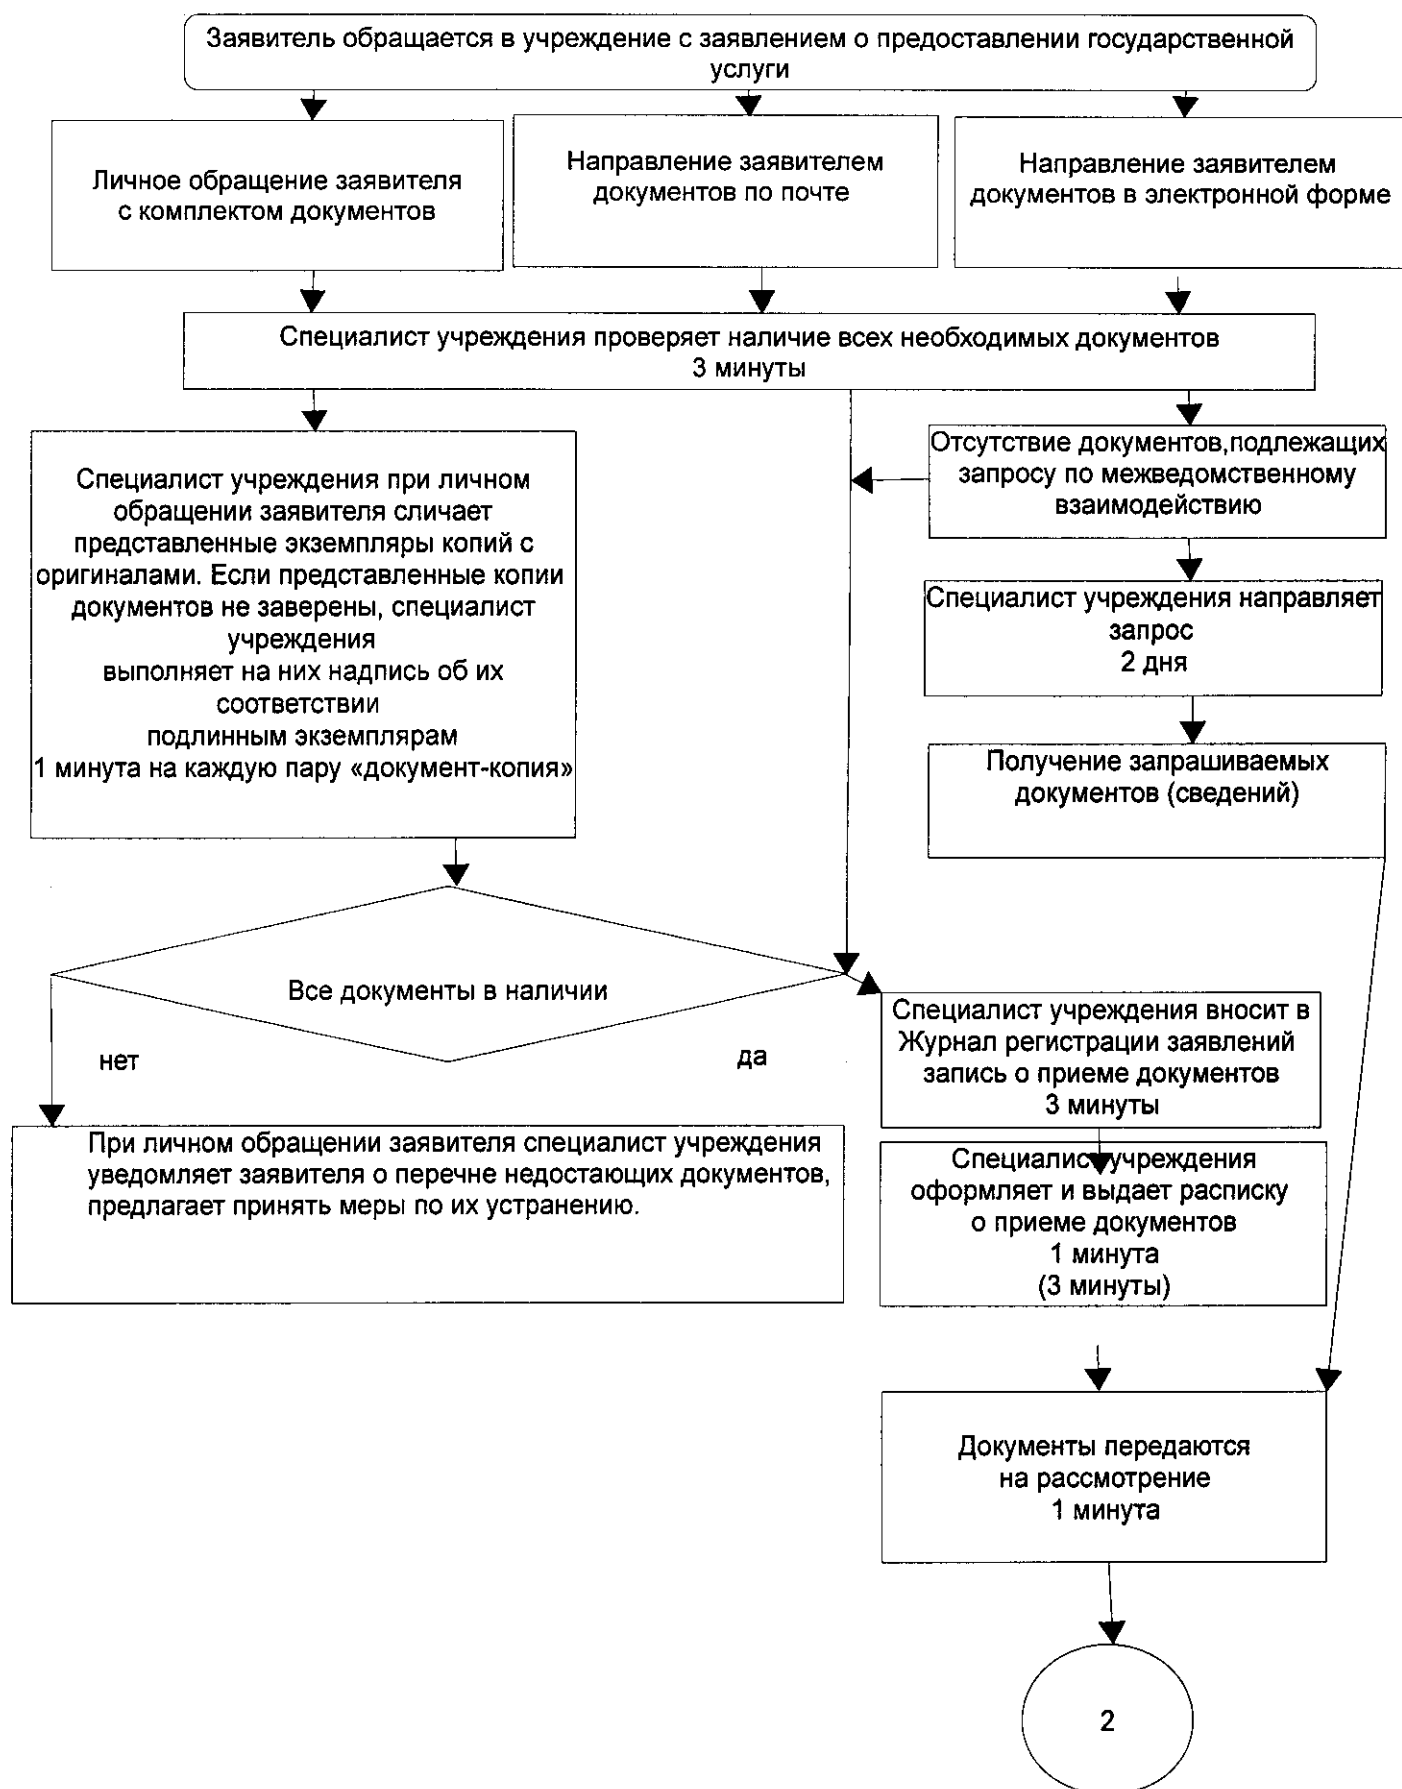 Заявитель обращается в учреждение с заявлением о предоставлении государственной
услуги
Личное обращение заявителя
с комплектом документов
Направление заявителем
документов по почте
Направление заявителем
документов в электронной форме
Специалист учреждения проверяет наличие всех необходимых документов
3 минуты
Специалист учреждения при личном
обращении заявителя сличает
представленные экземпляры копий с
оригиналами. Если представленные копии
документов не заверены, специалист
учреждения
выполняет на них надпись об их
соответствии
подлинным экземплярам
1 минута на каждую пару «документ-копия»
Отсутствие документов,подлежащих
запросу по межведомственному
взаимодействию
Специалист учреждения направляет
запрос
2 дня
Получение запрашиваемых
документов (сведений)
Все документы в наличии
нет
да
Специалист учреждения вносит в
Журнал регистрации заявлений
запись о приеме документов
3 минуты
При личном обращении заявителя специалист учреждения
уведомляет заявителя о перечне недостающих документов,
предлагает принять меры по их устранению.
Специалист учреждения
оформляет и выдает расписку
о приеме документов
1 минута
(3 минуты)
Документы передаются
на рассмотрение
1 минута
2